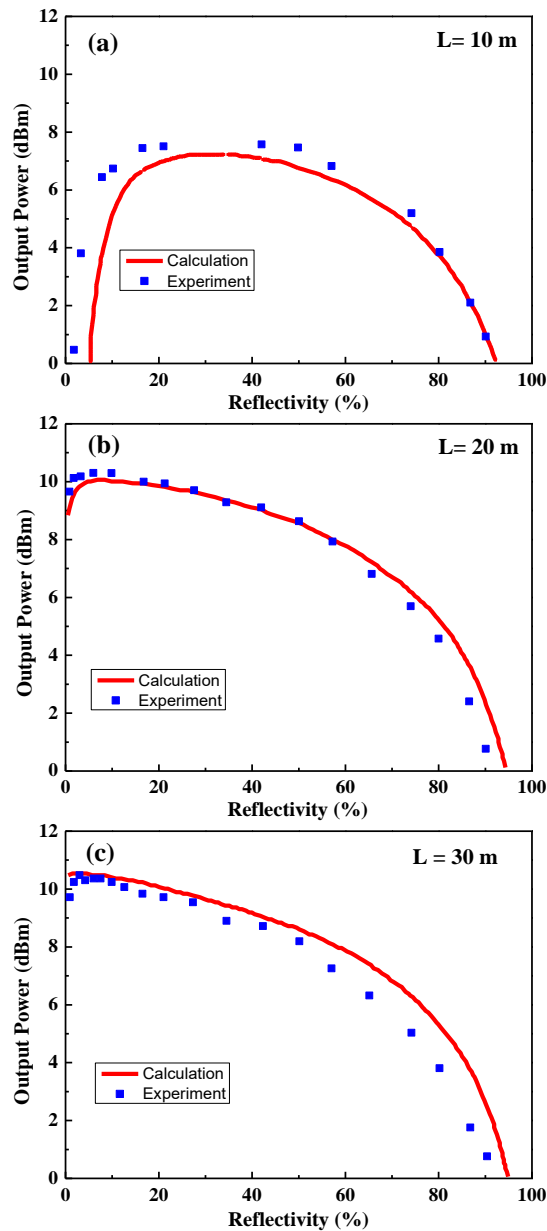 (a)
L= 10 m
12
10
8
6
4
2
0
Output Power (dBm)
Calculation
Experiment
0 20 40 60 80 100
Reflectivity (%)
(b)
L= 20 m
12
10
8
6
4
2
0
Output Power (dBm)
Calculation
Experiment
0 20 40 60 80 100
Reflectivity (%)
(c)
L = 30 m
12
10
8
6
4
2
0
Output Power (dBm)
Calculation
Experiment
0 20 40 60 80 100
Reflectivity (%)